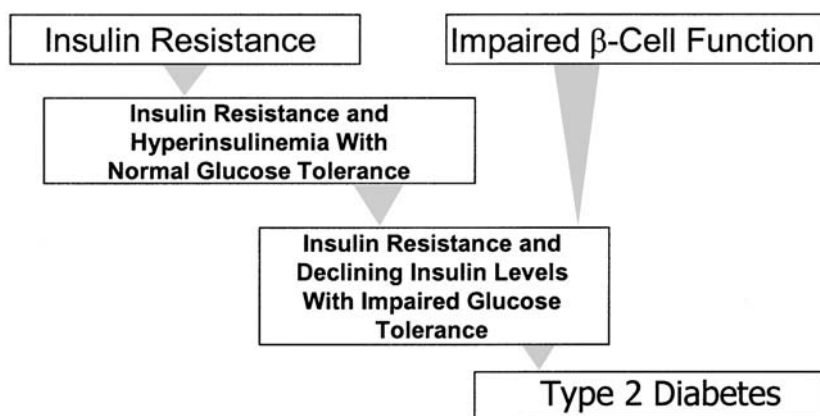 Insulin Resistance
Impaired β-Cell Function
Insulin Resistance and
Hyperinsulinemia With
Normal Glucose Tolerance
Insulin Resistance and
Declining Insulin Levels
With Impaired Glucose
Tolerance
Type 2 Diabetes